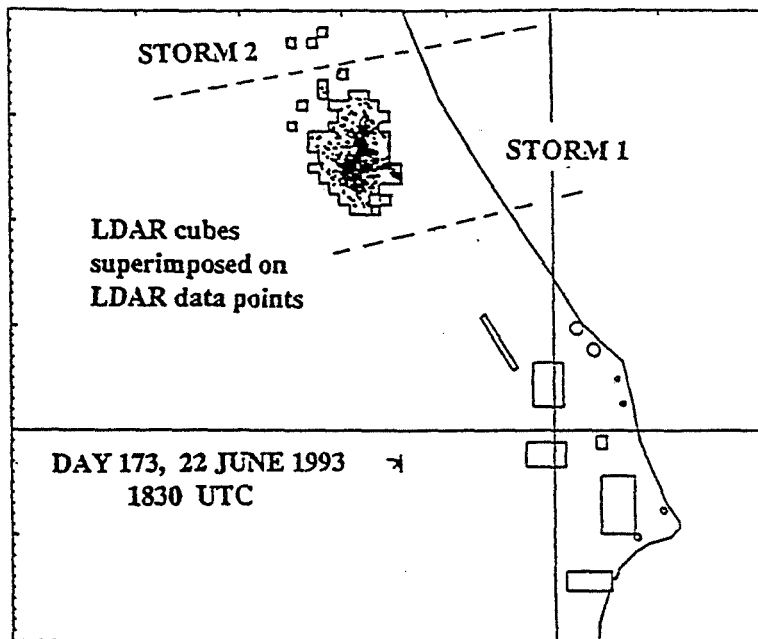 STORM 2
STORM 1
LDAR cubes
superimposed on
LDAR data points
DAY 173, 22 JUNE 1993
1830 UTC